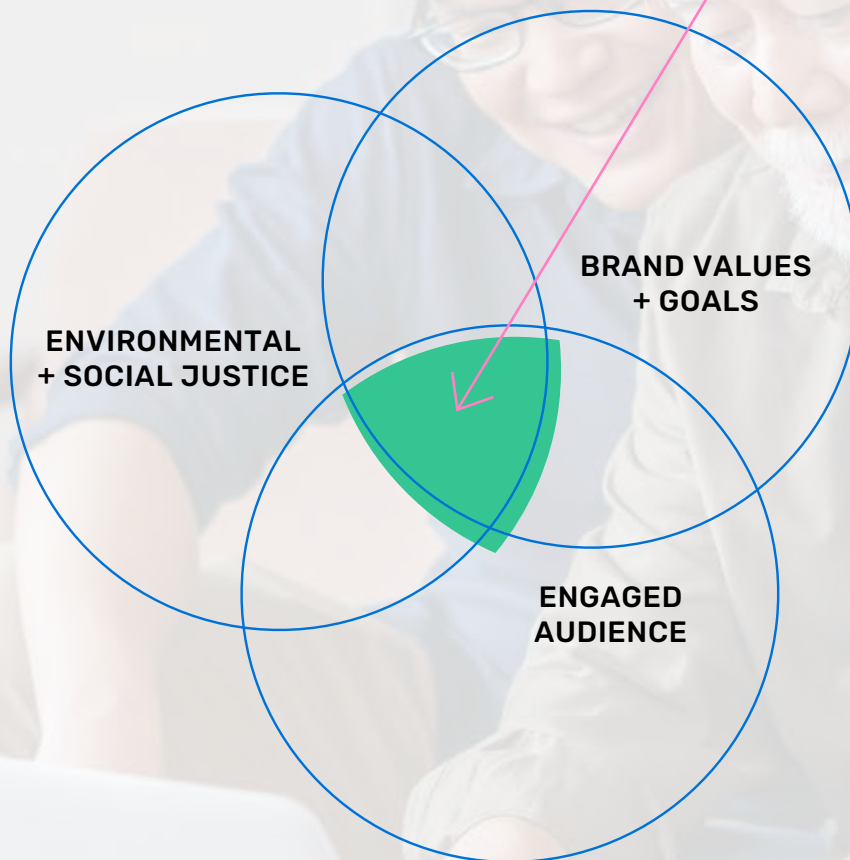 ENVIRONMENTAL
+ SOCIAL JUSTICE
BRAND VALUES
+ GOALS
ENGAGED
AUDIENCE